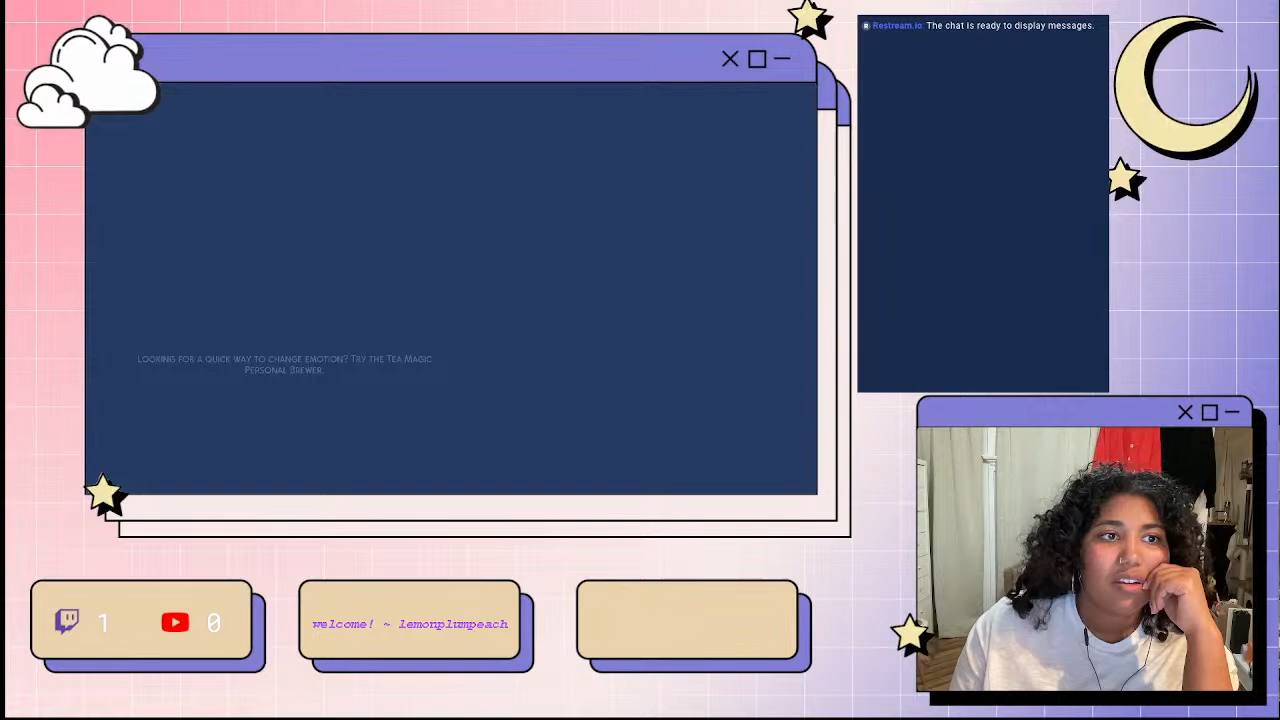 Restream.io: The chat is ready to display messages.
Looking for a quick way to change emotion? Try the Tea Magic
Personal Brewer.
1
0
welcome! ~ lemonplumpeach